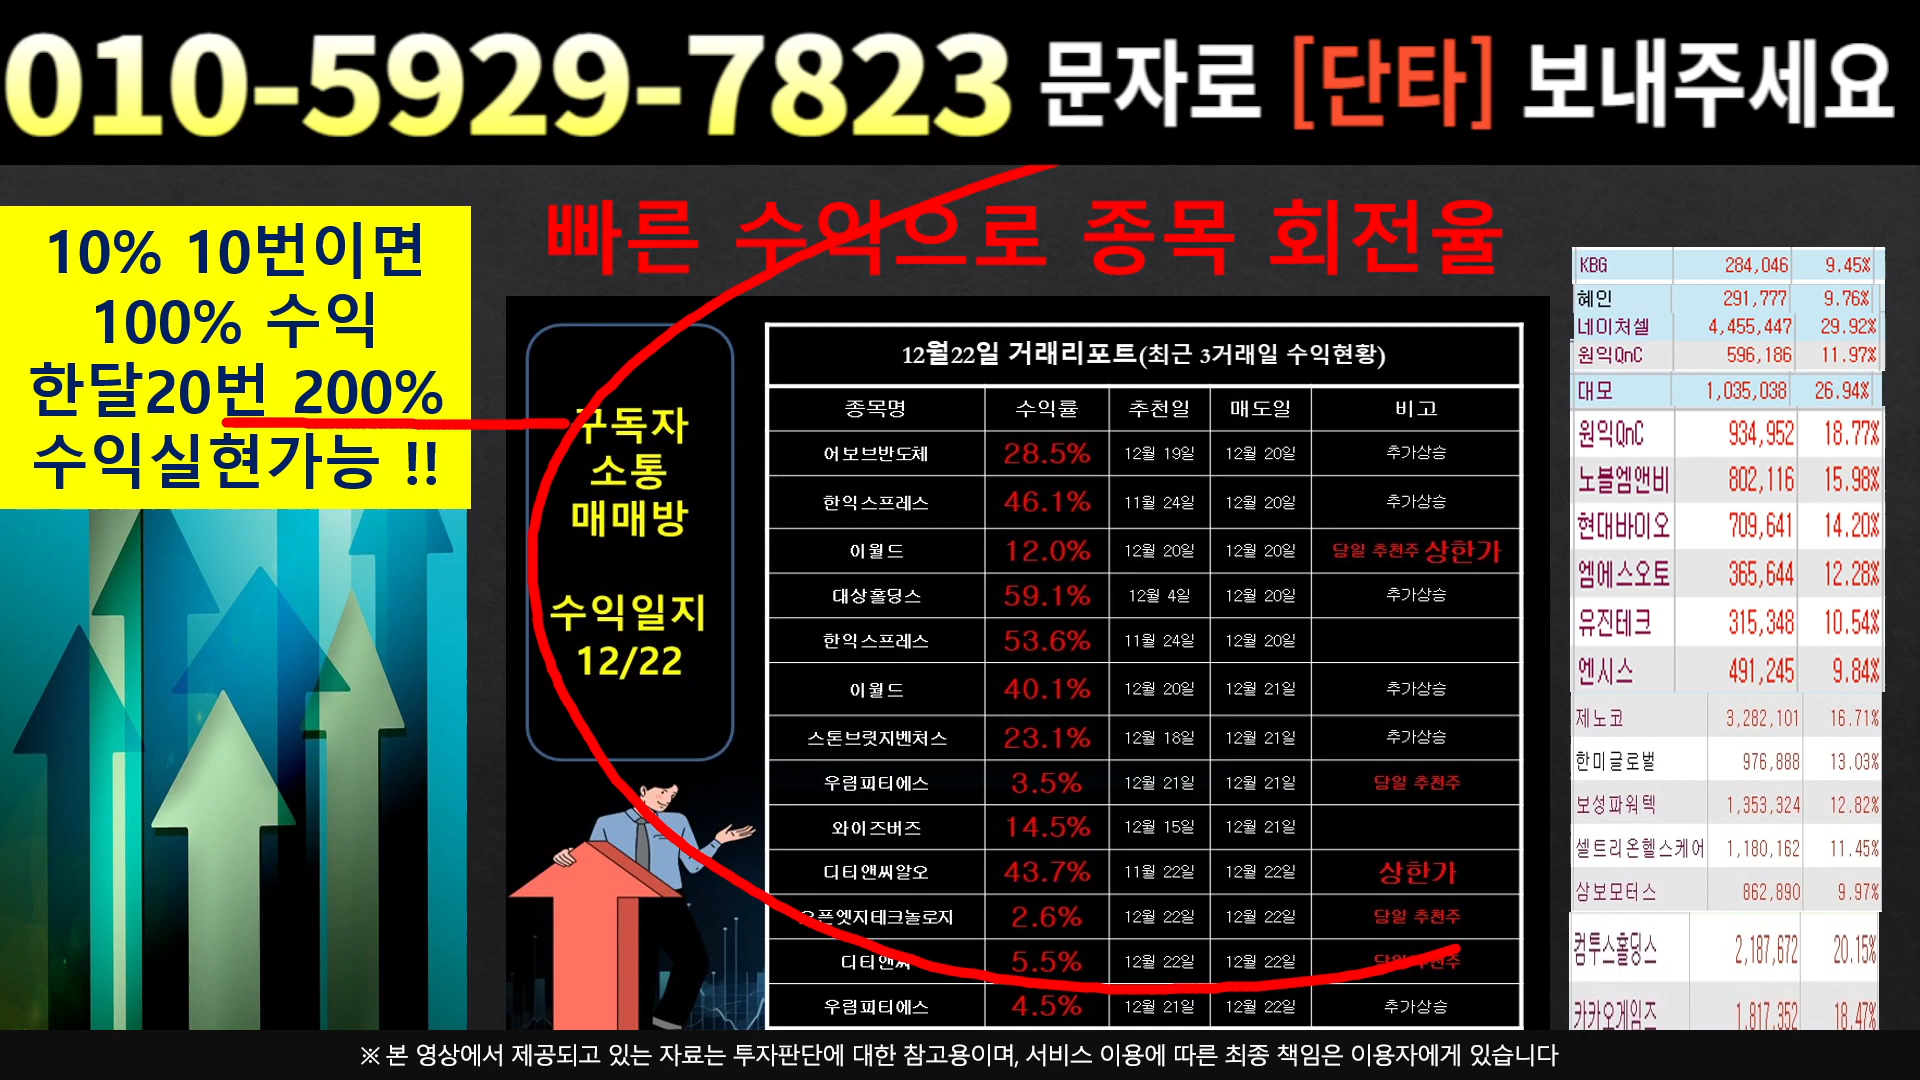 010-5929-7823 문자로 [단타] 보내주세요
빠른 수익으로 종목 회전율
10% 10번이면
100% 수익
한달20번 200%
수익실현가능 !!
구독자
소통
매매방
수익일지
12/22
12월22일 거래리포트(최근 3거래일 수익현황)
종목명 수익률 추천일 매도일 비고
어보브반도체 28.5% 12월 19일 12월 20일 추가상승
한익스프레스 46.1% 11월 24일 12월 20일 추가상승
이월드 12.0% 12월 20일 12월 20일 당일 추천주 상한가
대상홀딩스 59.1% 12월 4일 12월 20일 추가상승
한익스프레스 53.6% 11월 24일 12월 20일
이월드 40.1% 12월 20일 12월 21일 추가상승
스톤브릿지벤처스 23.1% 12월 18일 12월 21일 추가상승
우림피티에스 3.5% 12월 21일 12월 21일 당일 추천주
와이즈버즈 14.5% 12월 15일 12월 21일
디티앤씨알오 43.7% 11월 22일 12월 22일 상한가
오픈엣지테크놀로지 2.6% 12월 22일 12월 22일 당일 추천주
디티앤씨 5.5% 12월 22일 12월 22일 당일 추천주
우림피티에스 4.5% 12월 21일 12월 22일 추가상승
KBG 284,046 9.45%
혜인 291,777 9.76%
네이처셀 4,455,447 29.92%
원익QnC 596,186 11.97%
대모 1,035,038 26.94%
원익QnC 934,952 18.77%
노블엠앤비 802,116 15.98%
현대바이오 709,641 14.20%
엠에스오토 365,644 12.28%
유진테크 315,348 10.54%
엔시스 491,245 9.84%
제노코 3,282,101 16.71%
한미글로벌 976,888 13.03%
보성파워텍 1,353,324 12.82%
셀트리온헬스케어 1,180,162 11.45%
삼보모터스 862,890 9.97%
컴투스홀딩스 2,187,672 20.15%
카카오게임즈 1,817,352 18.47%
※ 본 영상에서 제공되고 있는 자료는 투자판단에 대한 참고용이며, 서비스 이용에 따른 최종 책임은 이용자에게 있습니다